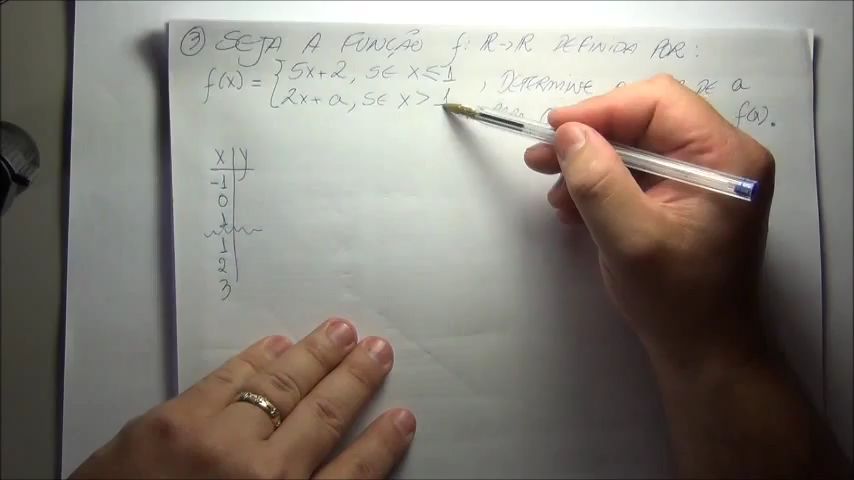 ③ SEJA A FUNÇÃO f: R→R DEFINIDA POR:
f(x) = { 5x+2, SE x ≤ 1 , DETERMINE DE a
2x+a, SE x > 1 f(a).
x | y
-1
0
1
1
2
3